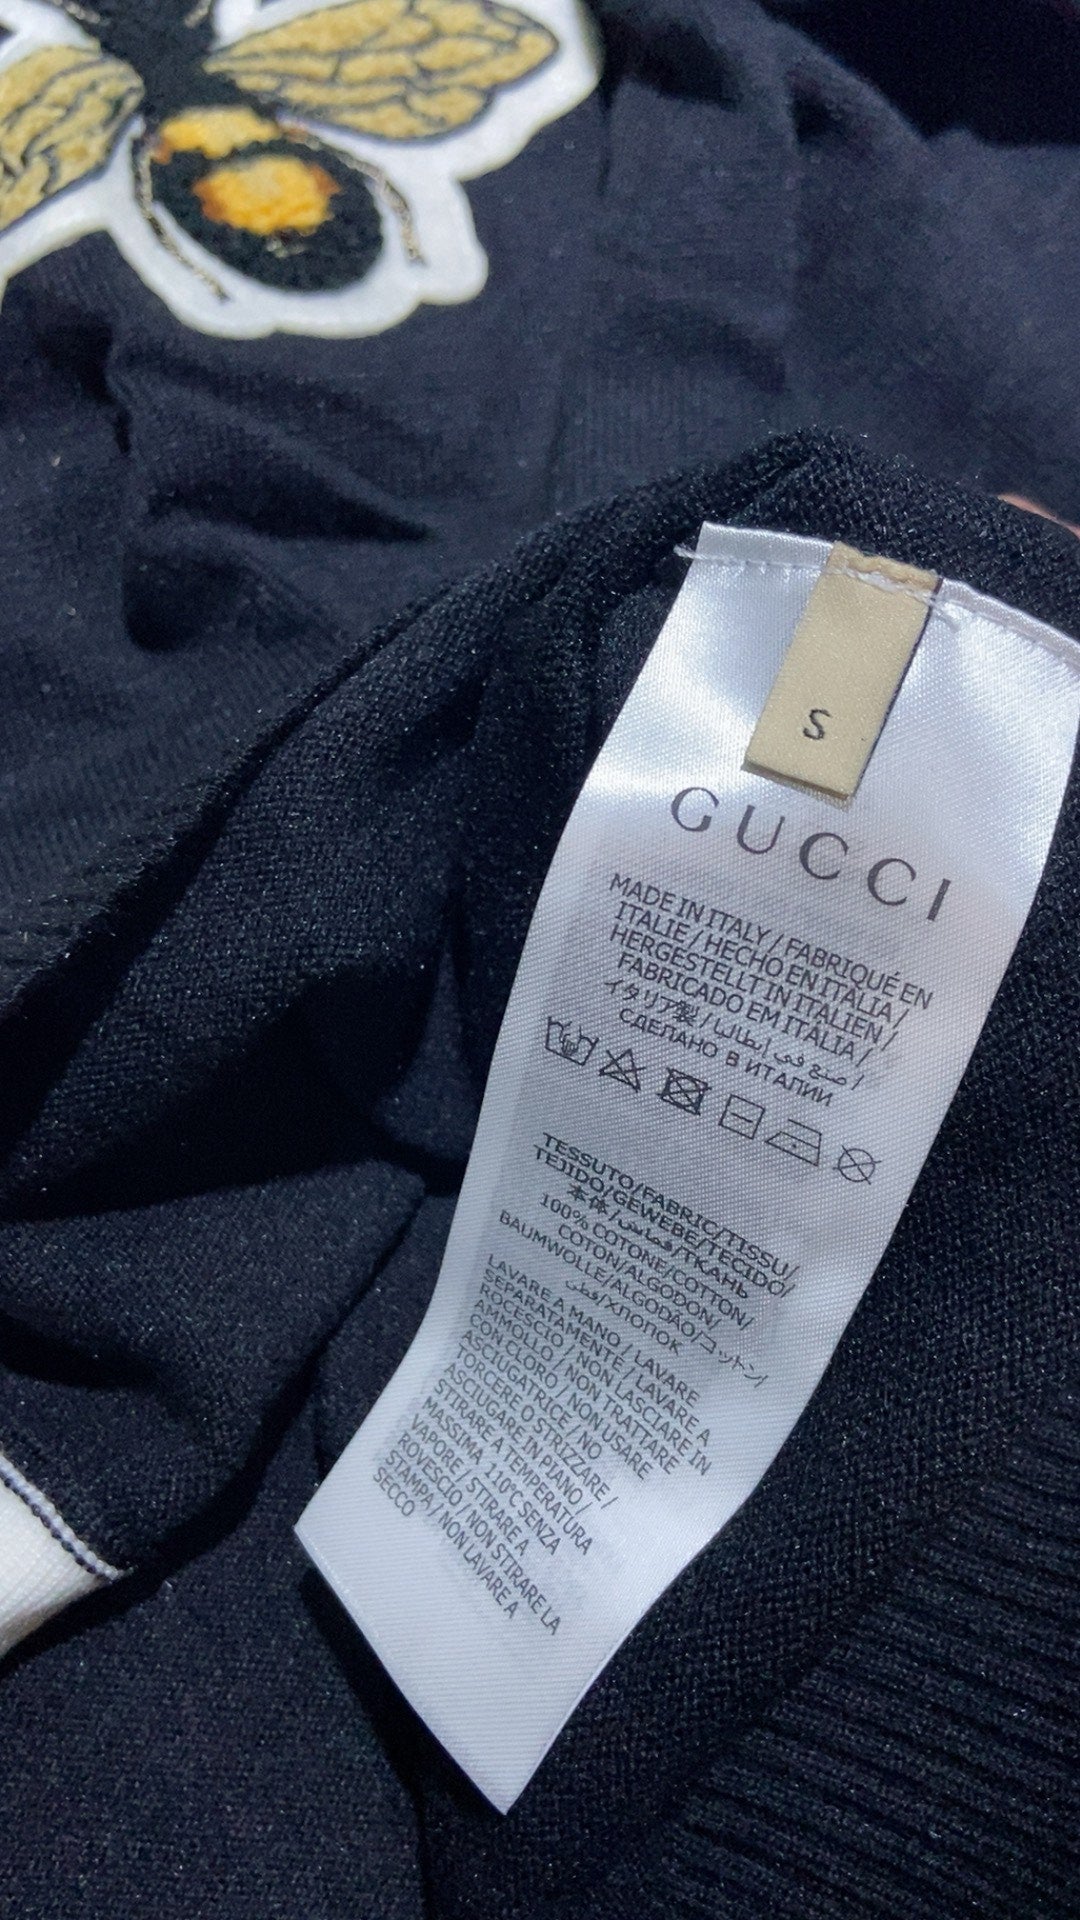 S
GUCCI
MADE IN ITALY / FABRIQUÉ EN
ITALIE / HECHO EN ITALIA /
HERGESTELLT IN ITALIEN /
FABRICADO EM ITÁLIA /
イタリア製 / صنع في إيطاليا /
СДЕЛАНО В ИТАЛИИ
TESSUTO/FABRIC/TISSU/
TEJIDO/GEWEBE/TECIDO/
本体/قماش/ТКАНЬ
100% COTONE/COTTON/
COTON/ALGODON/
BAUMWOLLE/ALGODÃO/コットン/
قطن/ХЛОПОК
LAVARE A MANO / LAVARE
SEPARATAMENTE / LAVARE A
ROCESCIO / NON LASCIARE IN
AMMOLLO / NON TRATTARE
CON CLORO / NON USARE
ASCIUGATRICE / NO
TORCERE O STRIZZARE /
ASCIUGARE IN PIANO /
STIRARE A TEMPERATURA
MASSIMA 110°C SENZA
VAPORE / STIRARE A
ROVESCIO / NON STIRARE LA
STAMPA / NON LAVARE A
SECCO